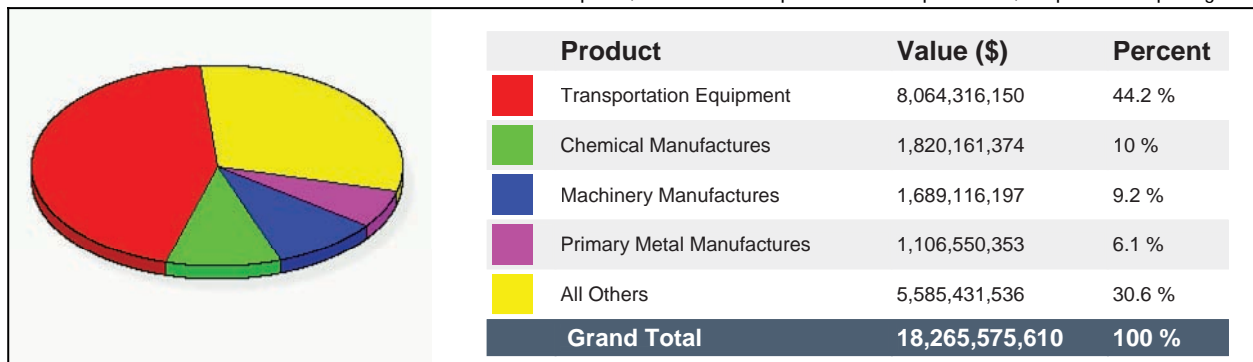 Product Value ($) Percent
Transportation Equipment 8,064,316,150 44.2 %
Chemical Manufactures 1,820,161,374 10 %
Machinery Manufactures 1,689,116,197 9.2 %
Primary Metal Manufactures 1,106,550,353 6.1 %
All Others 5,585,431,536 30.6 %
Grand Total 18,265,575,610 100 %